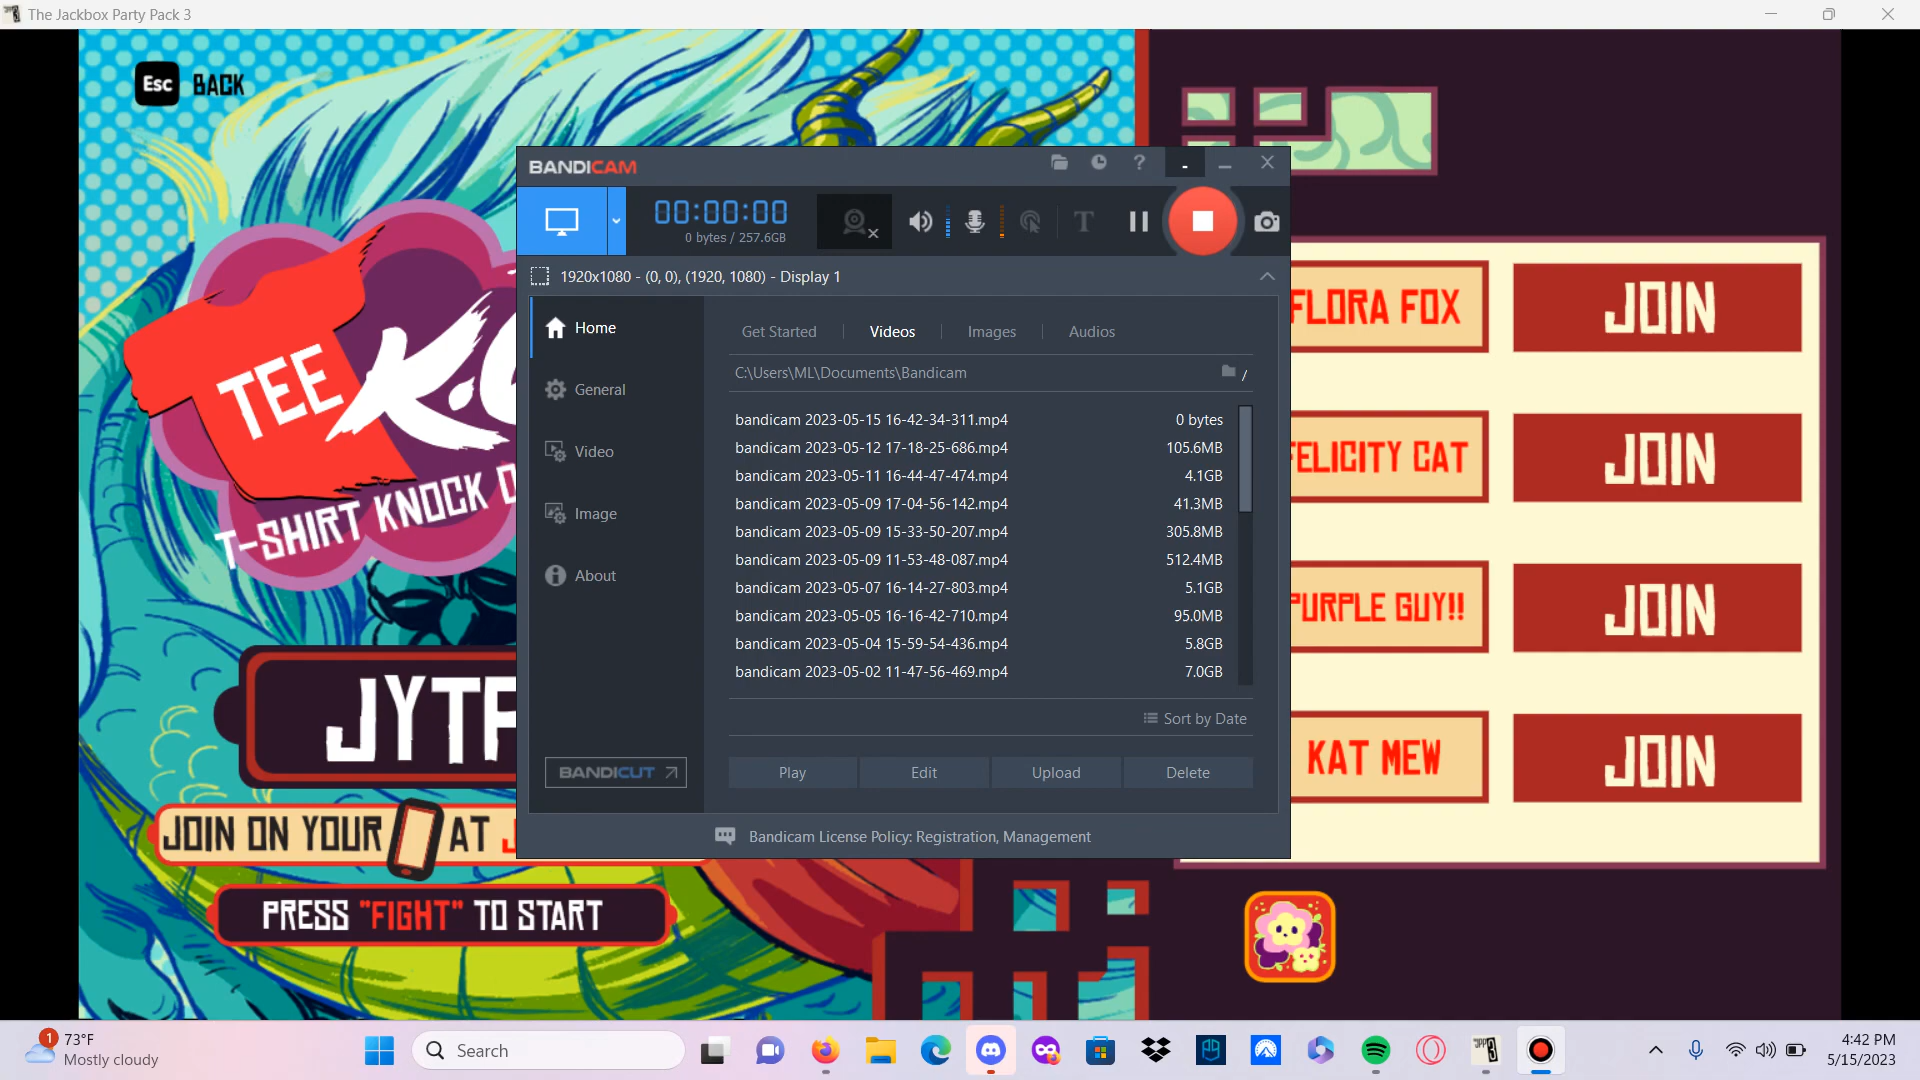 The Jackbox Party Pack 3
Esc BACK
BANDICAM
00:00:00
0 bytes / 257.6GB
1920x1080 - (0, 0), (1920, 1080) - Display 1
Home
General
Video
Image
About
BANDICUT
Get Started
Videos
Images
Audios
C:\Users\ML\Documents\Bandicam
bandicam 2023-05-15 16-42-34-311.mp4 0 bytes
bandicam 2023-05-12 17-18-25-686.mp4 105.6MB
bandicam 2023-05-11 16-44-47-474.mp4 4.1GB
bandicam 2023-05-09 17-04-56-142.mp4 41.3MB
bandicam 2023-05-09 15-33-50-207.mp4 305.8MB
bandicam 2023-05-09 11-53-48-087.mp4 512.4MB
bandicam 2023-05-07 16-14-27-803.mp4 5.1GB
bandicam 2023-05-05 16-16-42-710.mp4 95.0MB
bandicam 2023-05-04 15-59-54-436.mp4 5.8GB
bandicam 2023-05-02 11-47-56-469.mp4 7.0GB
Sort by Date
Play
Edit
Upload
Delete
Bandicam License Policy: Registration, Management
TEE K.
T-SHIRT KNOCK
JYT
JOIN ON YOUR AT
PRESS "FIGHT" TO START
FLORA FOX JOIN
FELICITY CAT JOIN
PURPLE GUY!! JOIN
KAT MEW JOIN
1
73°F
Mostly cloudy
Search
4:42 PM
5/15/2023